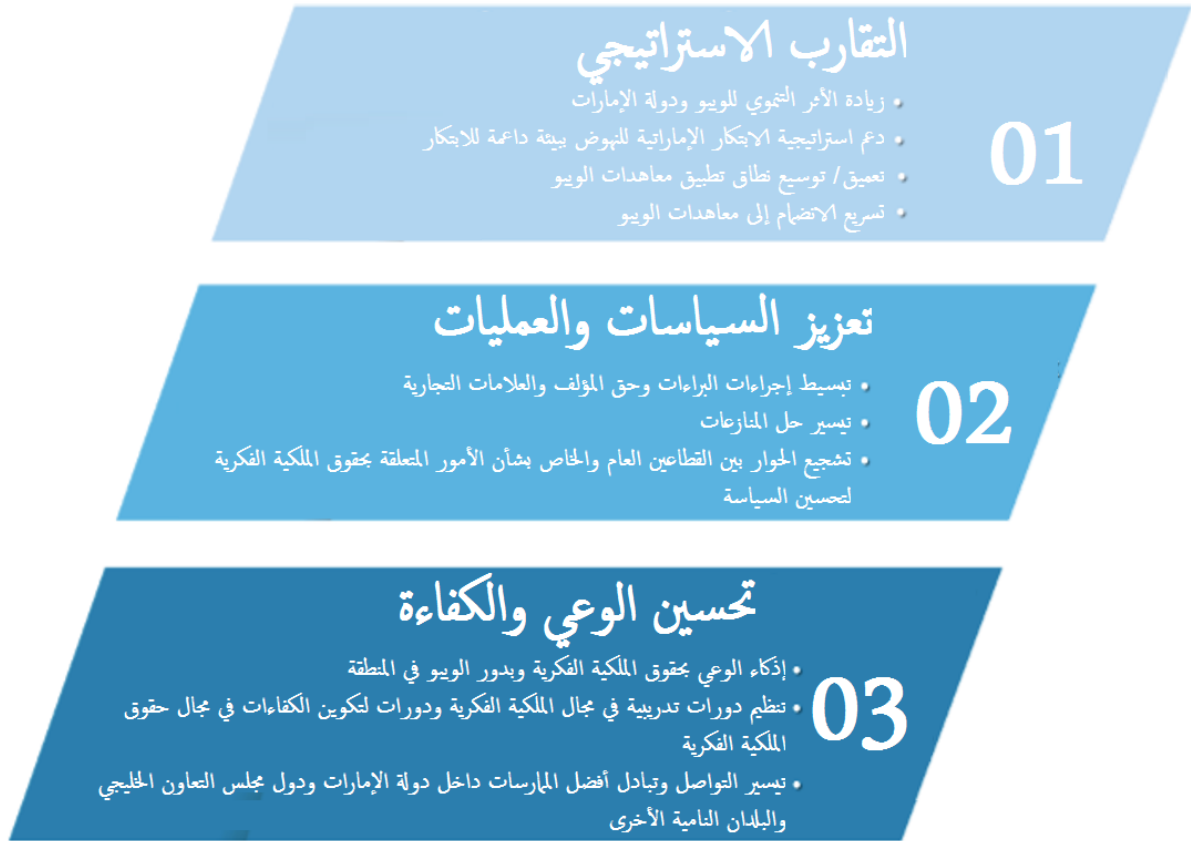 التقارب الاستراتيجي
01
• زيادة الأثر التنموي للويبو ودولة الإمارات
• دعم استراتيجية الابتكار الإماراتية للنهوض ببيئة داعمة للابتكار
• تعميق/ توسيع نطاق تطبيق معاهدات الويبو
• تسريع الانضمام إلى معاهدات الويبو
تعزيز السياسات والعمليات
02
• تبسيط إجراءات البراءات وحق المؤلف والعلامات التجارية
• تيسير حل المنازعات
• تشجيع الحوار بين القطاعين العام والخاص بشأن الأمور المتعلقة بحقوق الملكية الفكرية
لتحسين السياسة
تحسين الوعي والكفاءة
03
• إذكاء الوعي بحقوق الملكية الفكرية وبدور الويبو في المنطقة
• تنظيم دورات تدريبية في مجال الملكية الفكرية ودورات لتكوين الكفاءات في مجال حقوق
الملكية الفكرية
• تيسير التواصل وتبادل أفضل الممارسات داخل دولة الإمارات ودول مجلس التعاون الخليجي
والبلدان النامية الأخرى